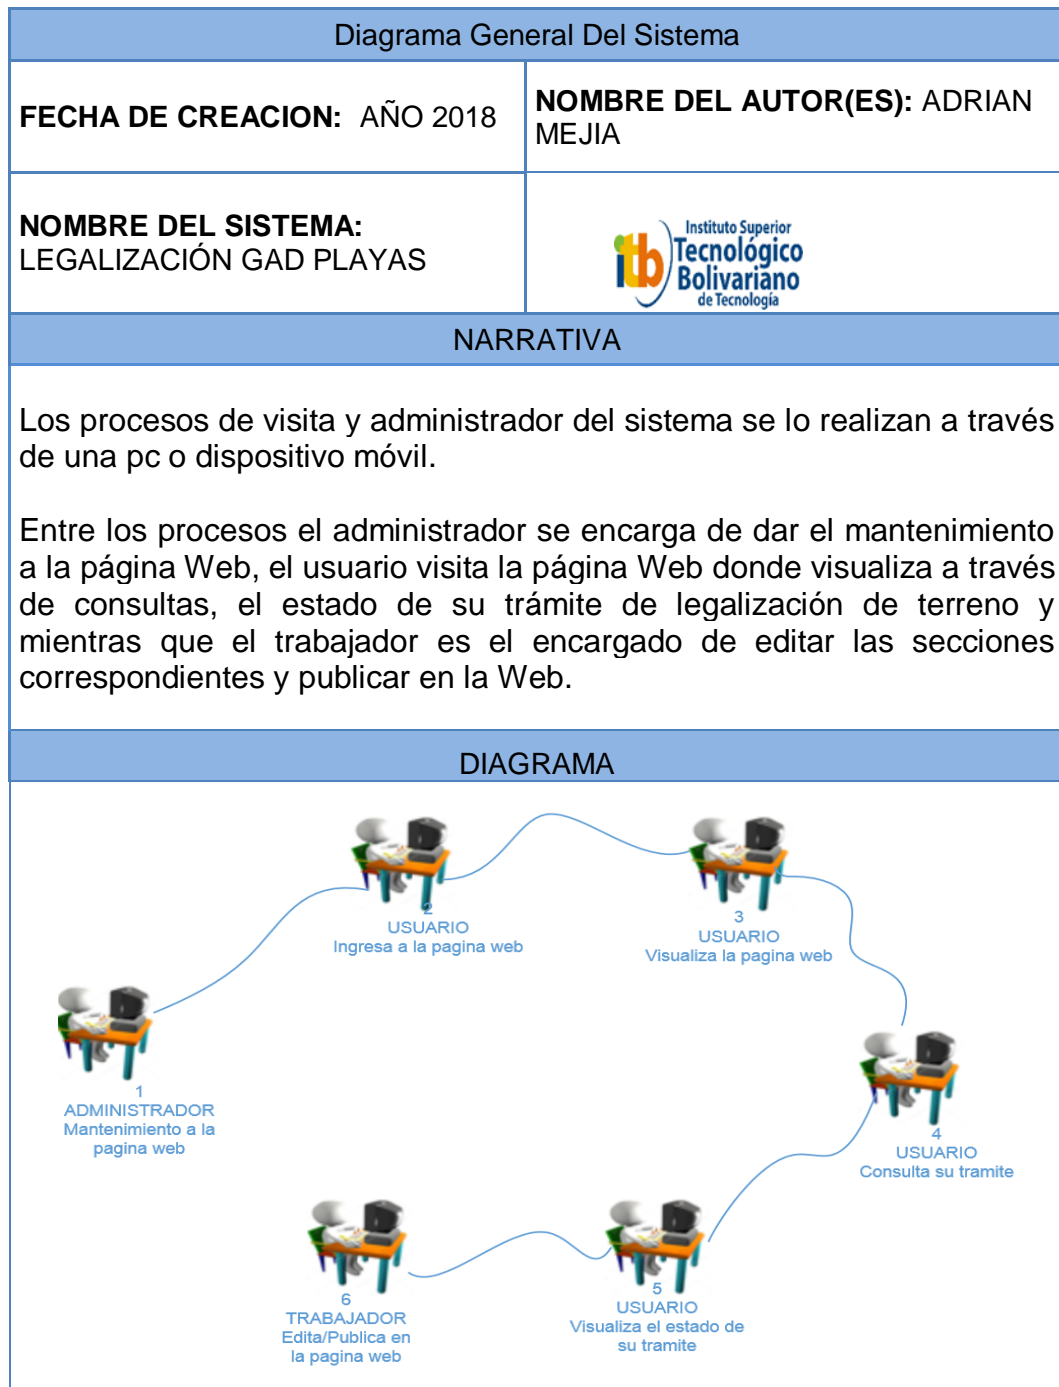 Diagrama General Del Sistema
FECHA DE CREACION: AÑO 2018
NOMBRE DEL AUTOR(ES): ADRIAN
MEJIA
NOMBRE DEL SISTEMA:
LEGALIZACIÓN GAD PLAYAS
itb
Instituto Superior
Tecnológico
Bolivariano
de Tecnología
NARRATIVA
Los procesos de visita y administrador del sistema se lo realizan a través
de una pc o dispositivo móvil.
Entre los procesos el administrador se encarga de dar el mantenimiento
a la página Web, el usuario visita la página Web donde visualiza a través
de consultas, el estado de su trámite de legalización de terreno y
mientras que el trabajador es el encargado de editar las secciones
correspondientes y publicar en la Web.
DIAGRAMA
1
ADMINISTRADOR
Mantenimiento a la
pagina web
2
USUARIO
Ingresa a la pagina web
3
USUARIO
Visualiza la pagina web
4
USUARIO
Consulta su tramite
5
USUARIO
Visualiza el estado de
su tramite
6
TRABAJADOR
Edita/Publica en
la pagina web